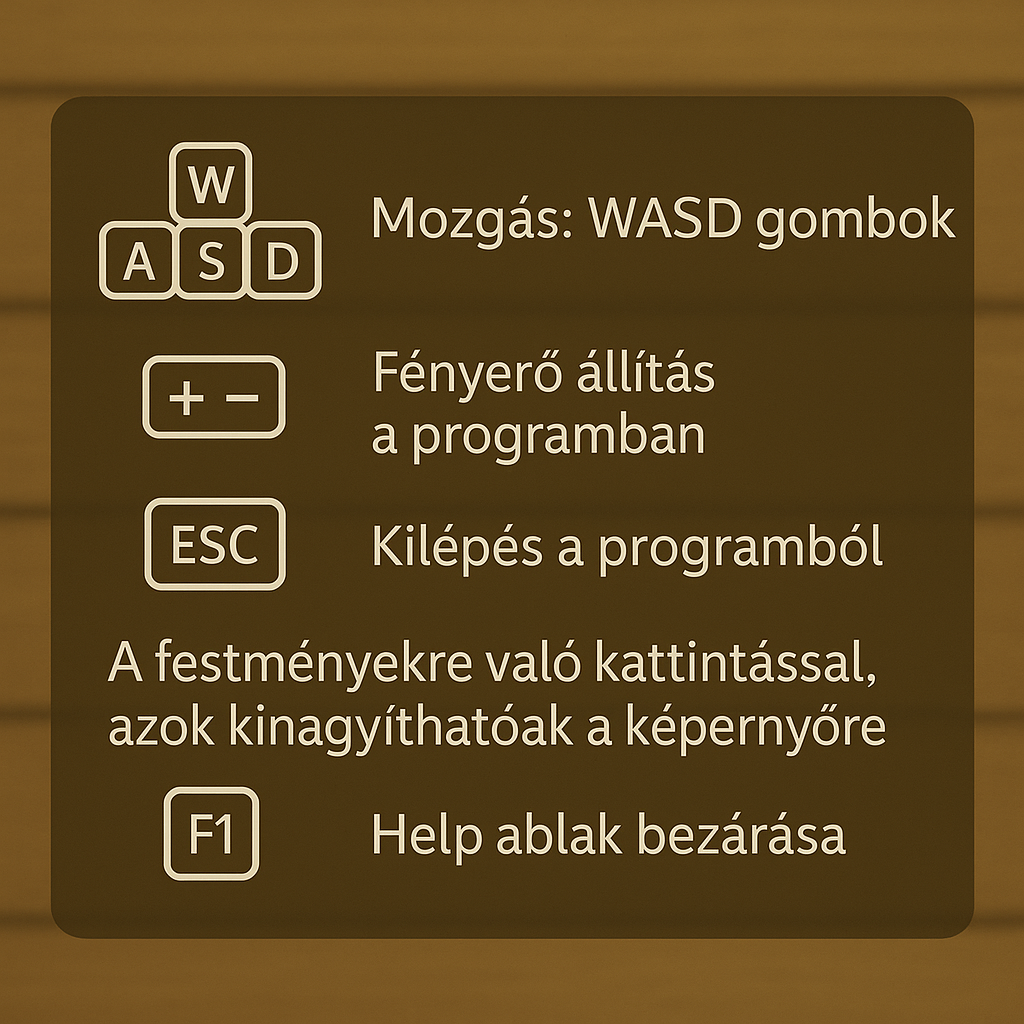 W
A S D
Mozgás: WASD gombok
+ −
Fényerő állítás
a programban
ESC
Kilépés a programból
A festményekre való kattintással,
azok kinagyíthatóak a képernyőre
F1
Help ablak bezárása